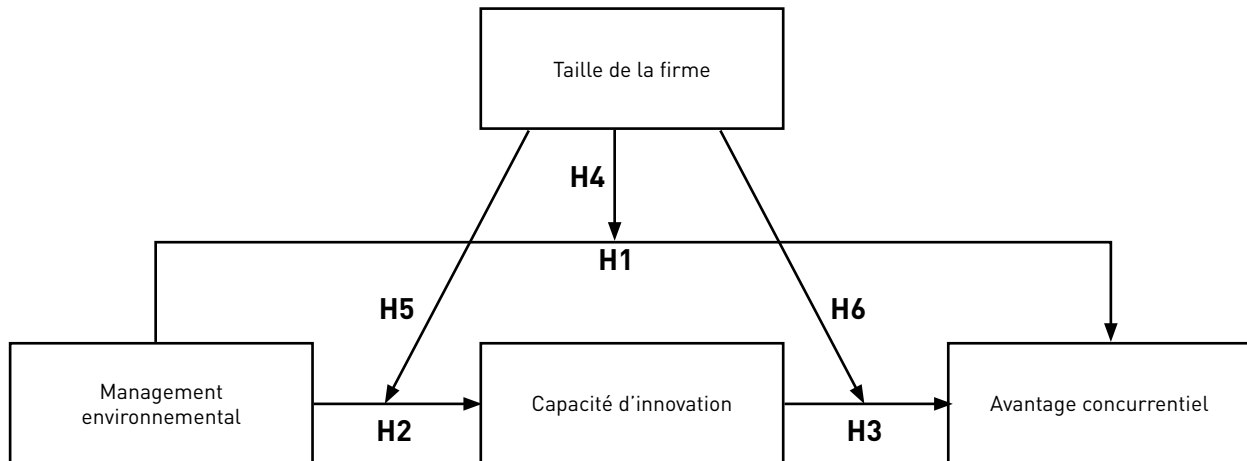 Taille de la firme
H4
H1
H5
H6
Management
environnemental
Capacité d'innovation
Avantage concurrentiel
H2
H3